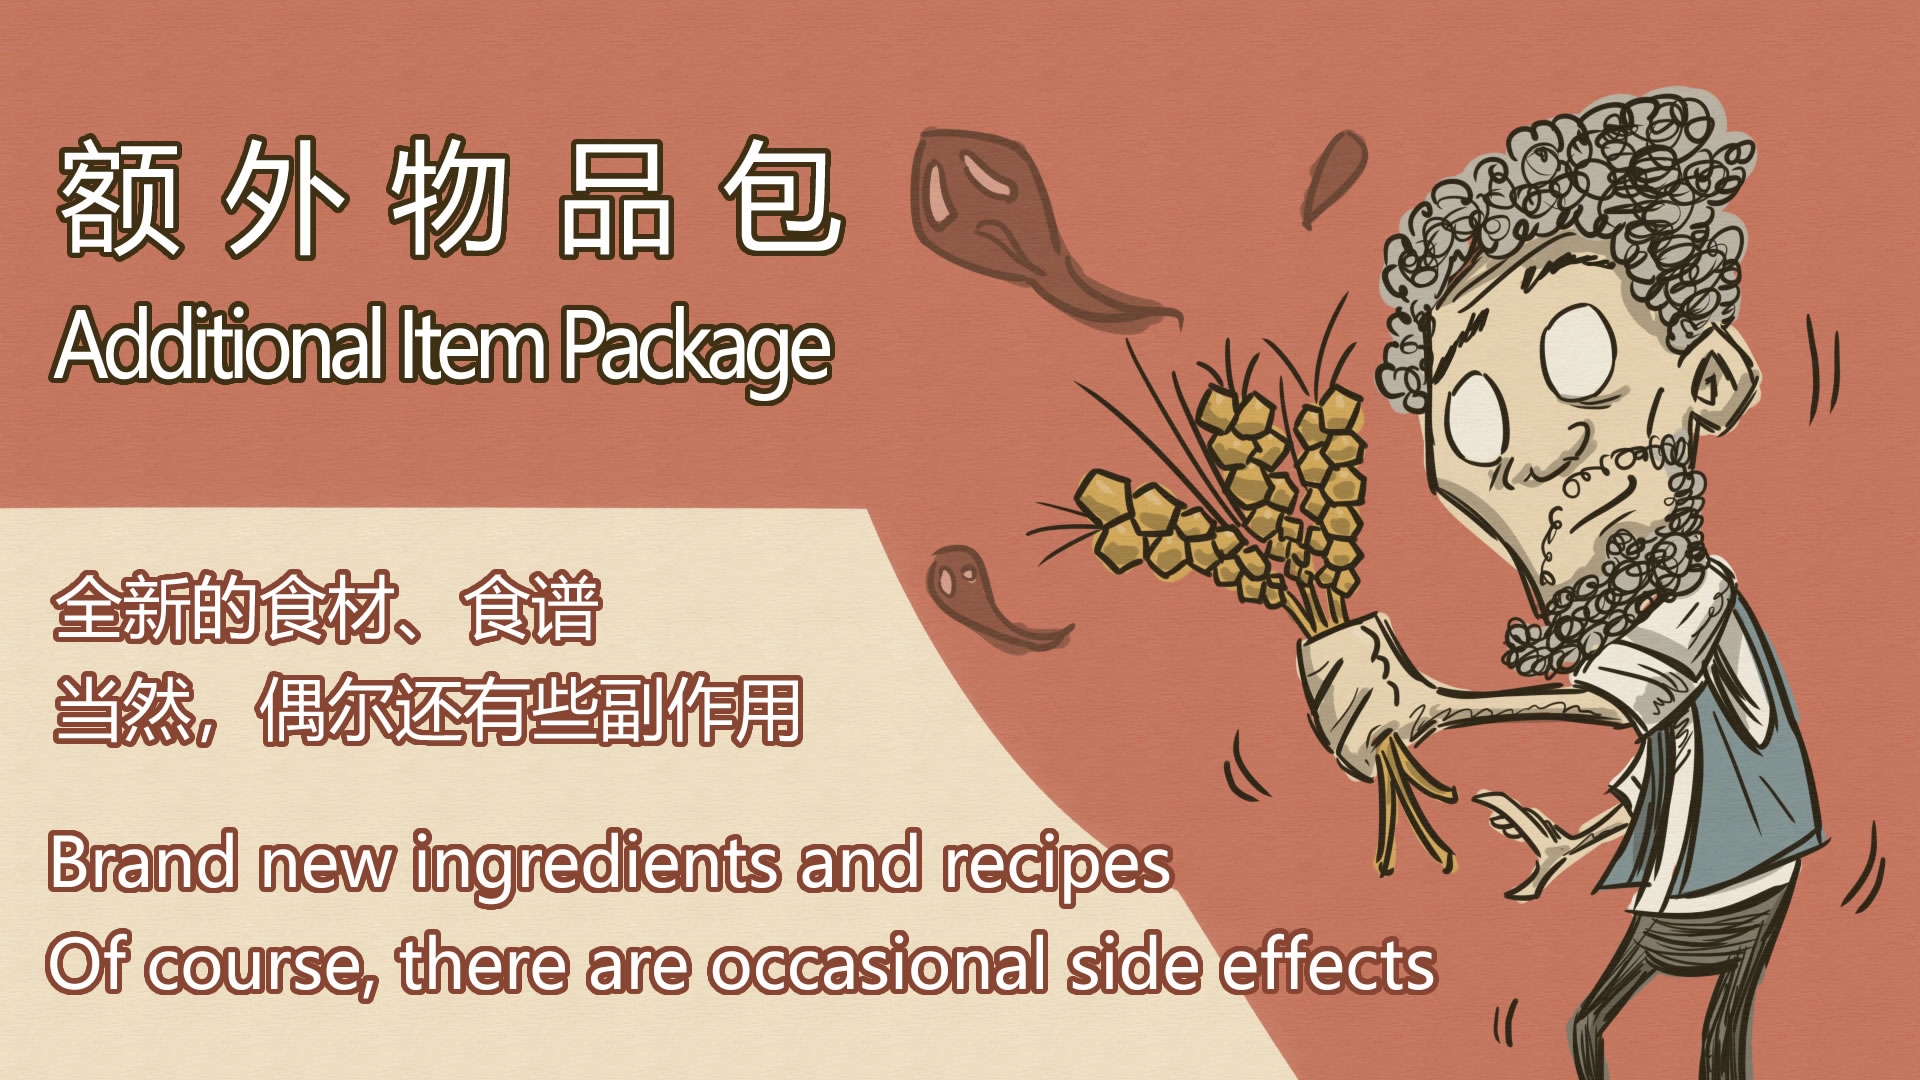 额外物品包
Additional Item Package
全新的食材、食谱
当然，偶尔还有些副作用
Brand new ingredients and recipes
Of course, there are occasional side effects